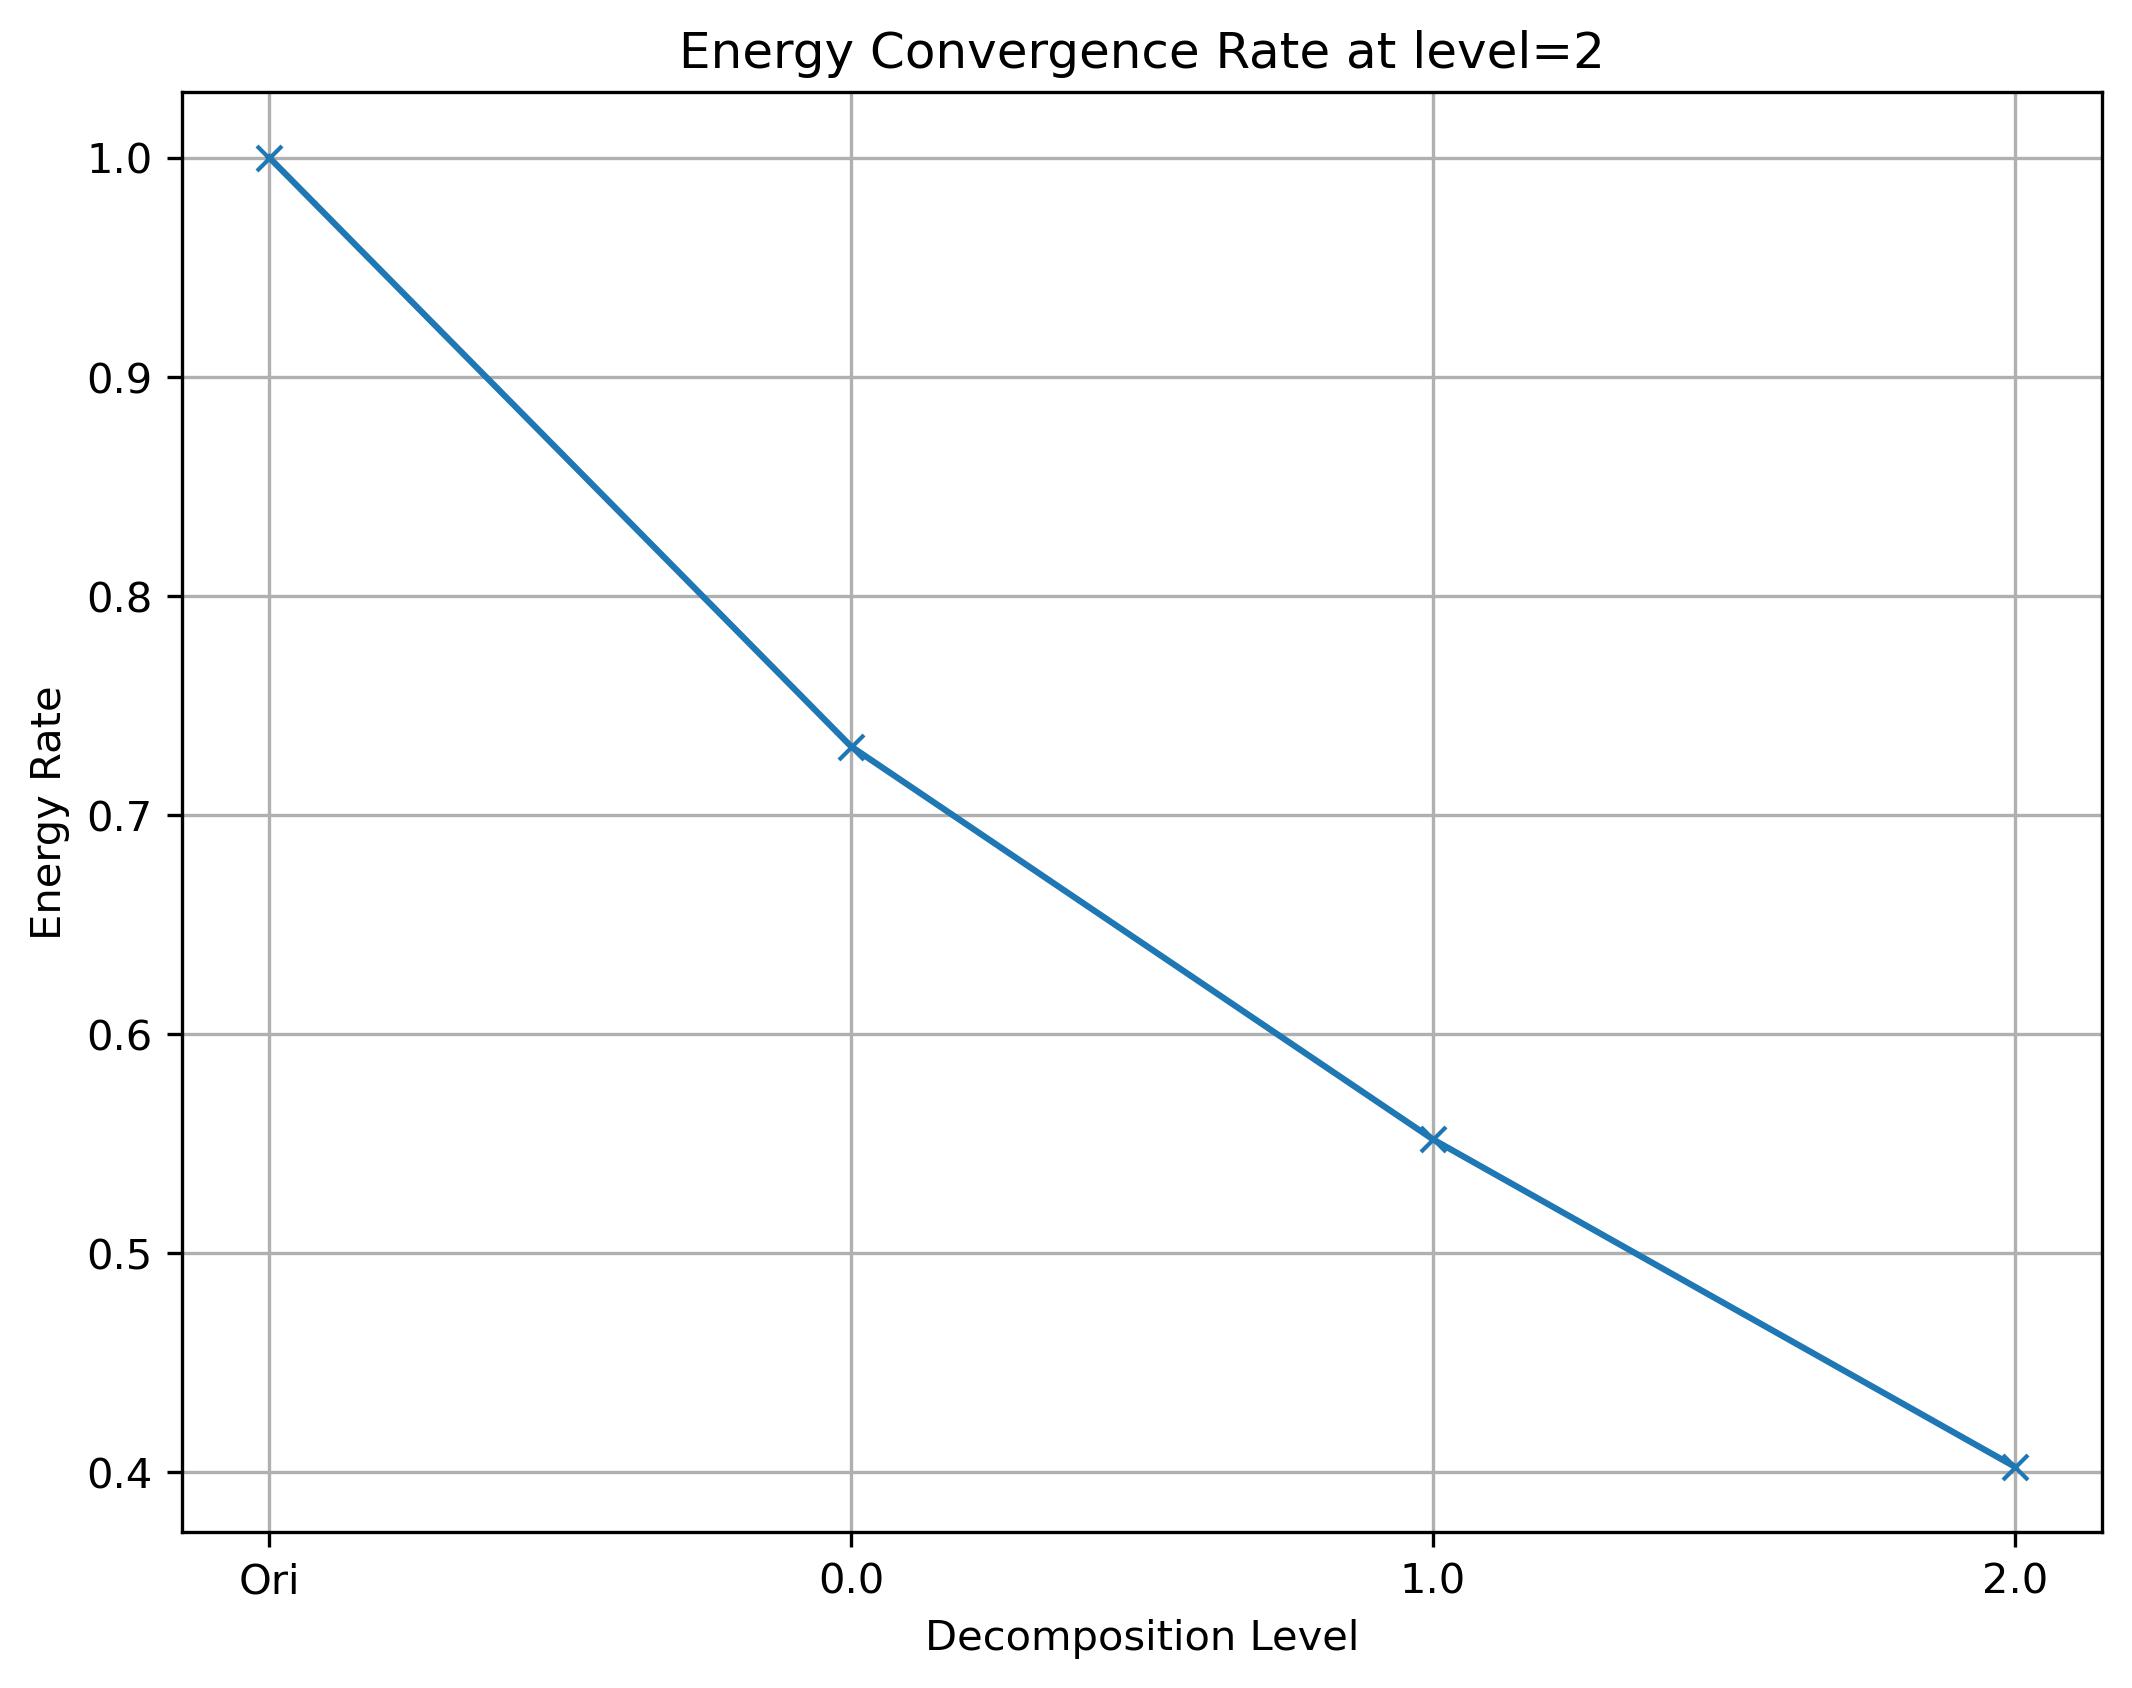 Energy Convergence Rate at level=2
1.0
0.9
0.8
0.7
0.6
0.5
0.4
Energy Rate
Ori 0.0 1.0 2.0
Decomposition Level